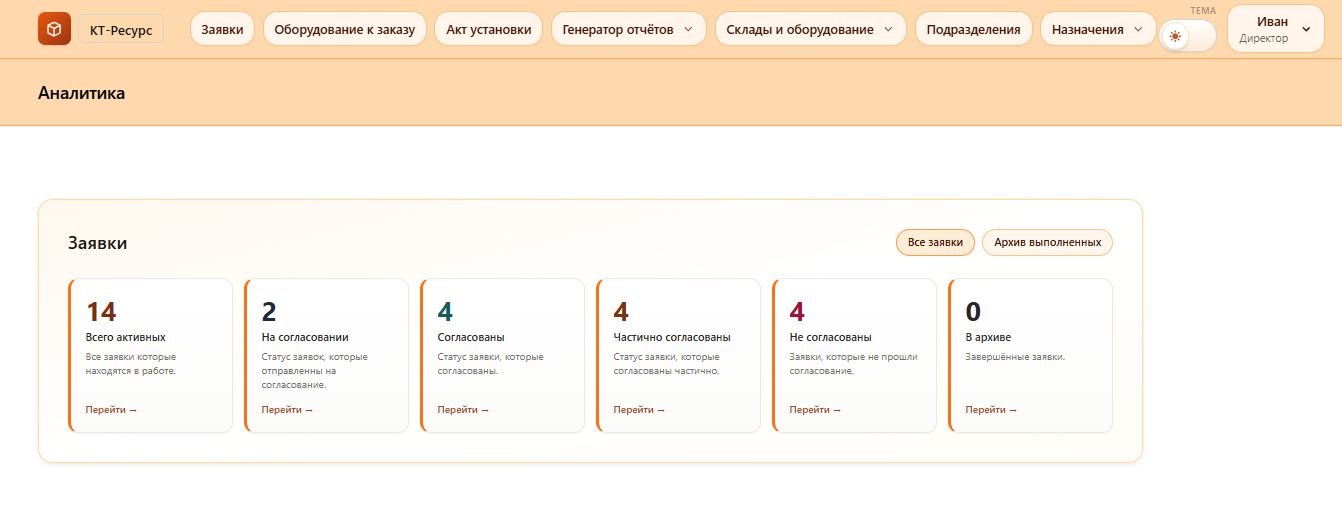 КТ-Ресурс
Заявки
Оборудование к заказу
Акт установки
Генератор отчётов
Склады и оборудование
Подразделения
Назначения
ТЕМА
Иван
Директор
Аналитика
Заявки
Все заявки
Архив выполненных
14
Всего активных
Все заявки которые
находятся в работе.
Перейти →
2
На согласовании
Статус заявок, которые
отправленны на
согласование.
Перейти →
4
Согласованы
Статус заявки, которые
согласованы.
Перейти →
4
Частично согласованы
Статус заявки, которые
согласованы частично.
Перейти →
4
Не согласованы
Заявки, которые не прошли
согласование.
Перейти →
0
В архиве
Завершённые заявки.
Перейти →